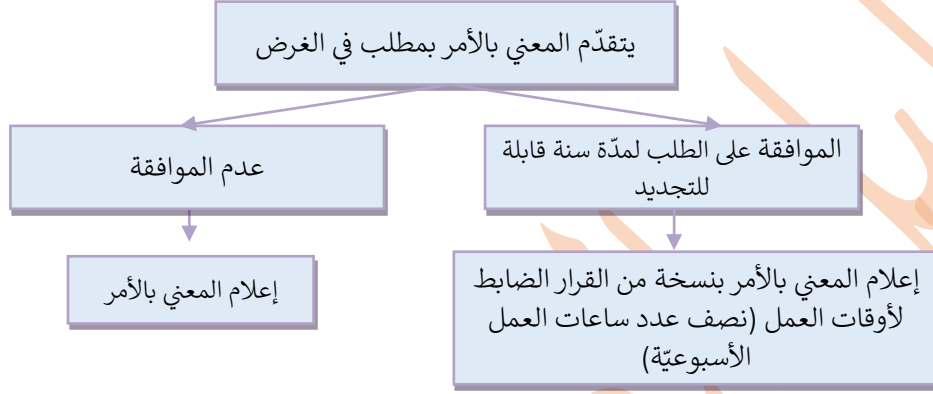 يتقدّم المعني بالأمر بمطلب في الغرض
الموافقة على الطلب لمدّة سنة قابلة
للتجديد
عدم الموافقة
إعلام المعني بالأمر بنسخة من القرار الضابط
لأوقات العمل (نصف عدد ساعات العمل
الأسبوعيّة)
إعلام المعني بالأمر